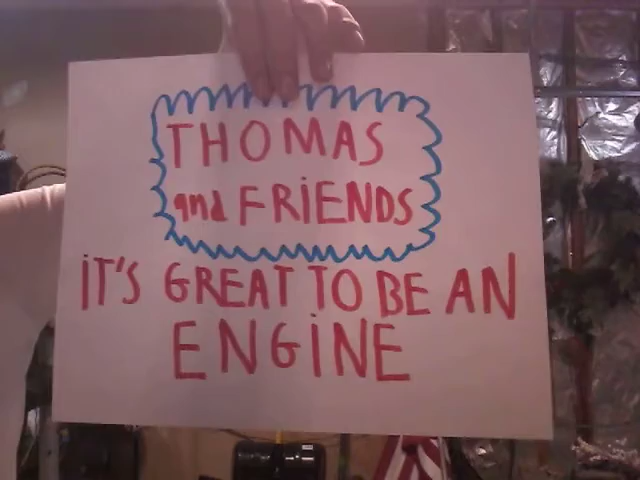 THOMAS
and FRiENDS
iT'S GREAT TO BE AN
ENGiNE